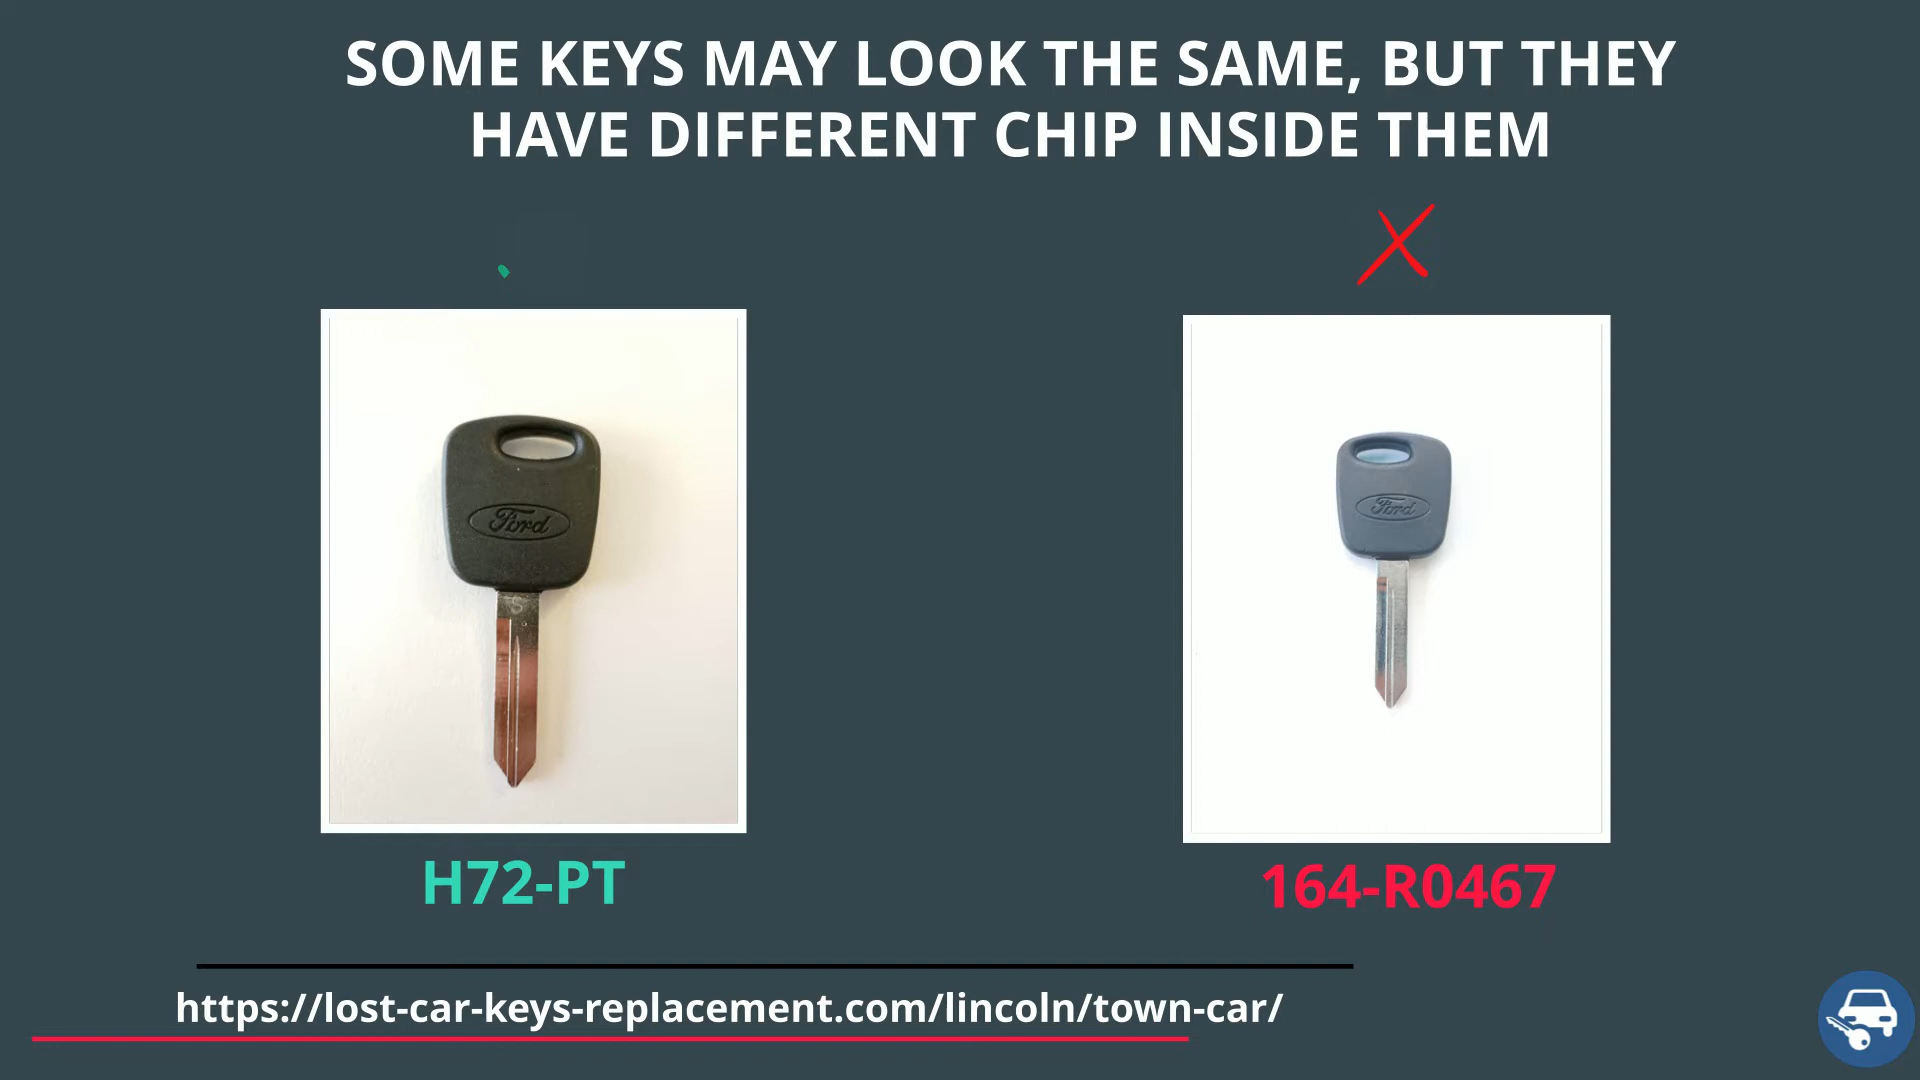 SOME KEYS MAY LOOK THE SAME, BUT THEY
HAVE DIFFERENT CHIP INSIDE THEM
Ford
S
Ford
H72-PT
164-R0467
https://lost-car-keys-replacement.com/lincoln/town-car/